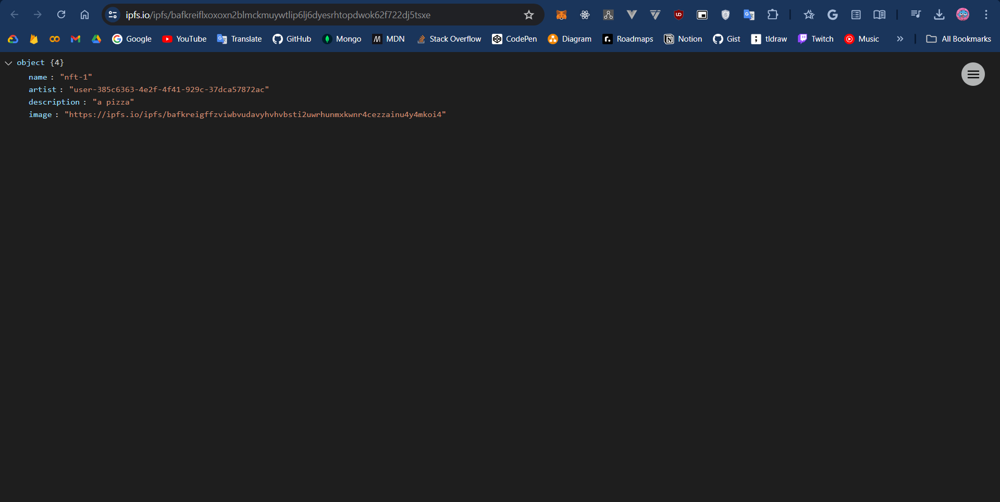 ipfs.io/ipfs/bafkreiflxoxoxn2blmckmuywtlip6lj6dyesrhtopdwok62f722dj5tsxe
Google YouTube Translate GitHub Mongo MDN Stack Overflow CodePen Diagram Roadmaps Notion Gist tldraw Twitch Music » All Bookmarks
object {4}
name : "nft-1"
artist : "user-385c6363-4e2f-4f41-929c-37dca57872ac"
description : "a pizza"
image : "https://ipfs.io/ipfs/bafkreigffzviwbvudavyhvhvbsti2uwrhunmxkwnr4cezzainu4y4mkoi4"